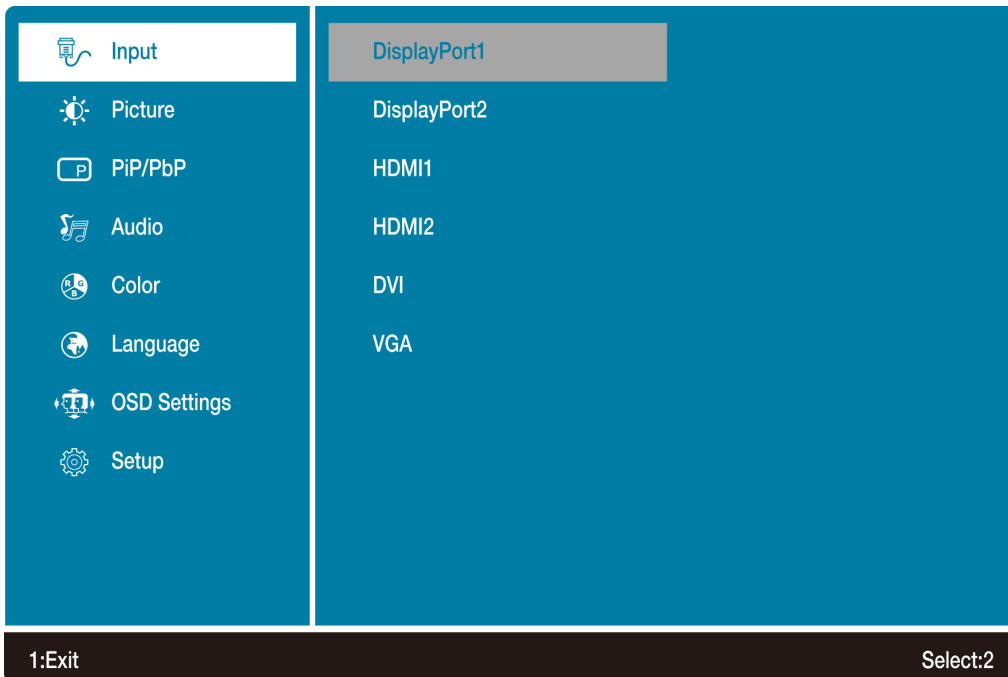 Input
Picture
PiP/PbP
Audio
Color
Language
OSD Settings
Setup
DisplayPort1
DisplayPort2
HDMI1
HDMI2
DVI
VGA
1:Exit
Select:2